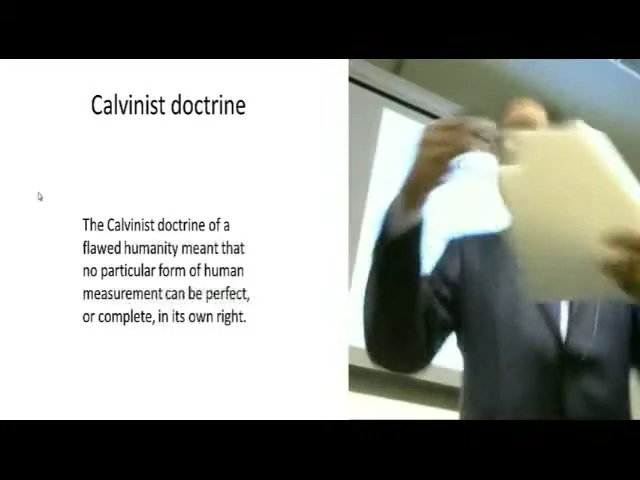 Calvinist doctrine
The Calvinist doctrine of a
flawed humanity meant that
no particular form of human
measurement can be perfect,
or complete, in its own right.